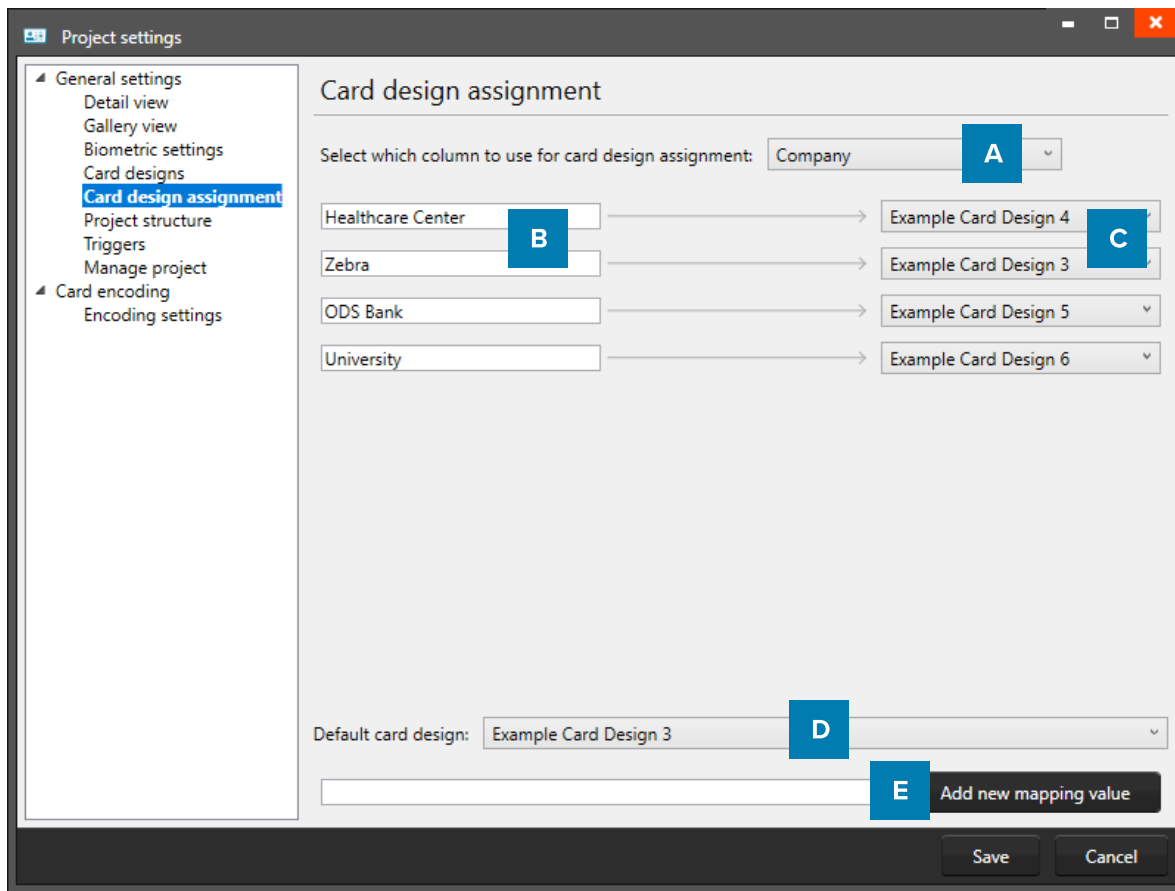 Project settings
General settings
Detail view
Gallery view
Biometric settings
Card designs
Card design assignment
Project structure
Triggers
Manage project
Card encoding
Encoding settings
Card design assignment
Select which column to use for card design assignment: Company A
Healthcare Center B Example Card Design 4 C
Zebra Example Card Design 3
ODS Bank Example Card Design 5
University Example Card Design 6
Default card design: Example Card Design 3 D
E Add new mapping value
Save Cancel